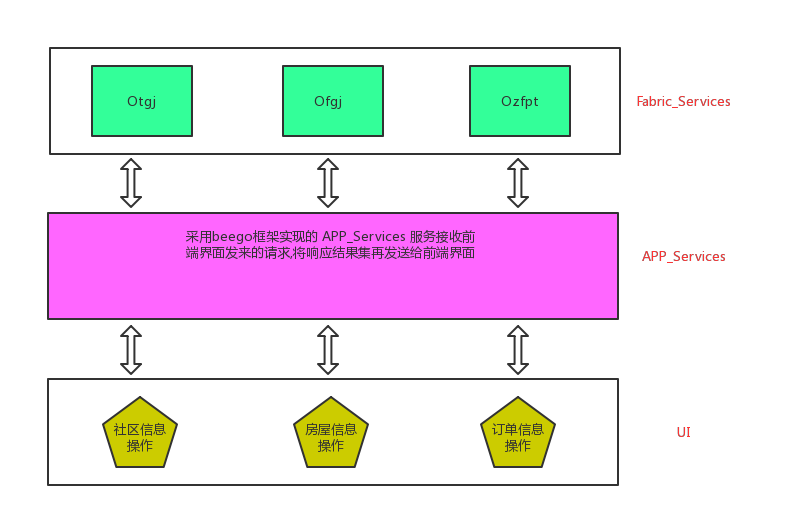 Otgj
Ofgj
Ozfpt
Fabric_Services
采用beego框架实现的 APP_Services 服务接收前
端界面发来的请求,将响应结果集再发送给前端界面
APP_Services
社区信息
操作
房屋信息
操作
订单信息
操作
UI